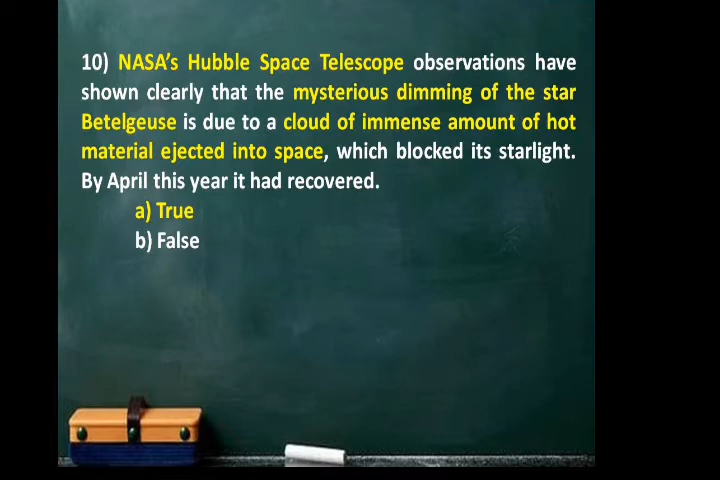 10) NASA's Hubble Space Telescope observations have
shown clearly that the mysterious dimming of the star
Betelgeuse is due to a cloud of immense amount of hot
material ejected into space, which blocked its starlight.
By April this year it had recovered.
a) True
b) False